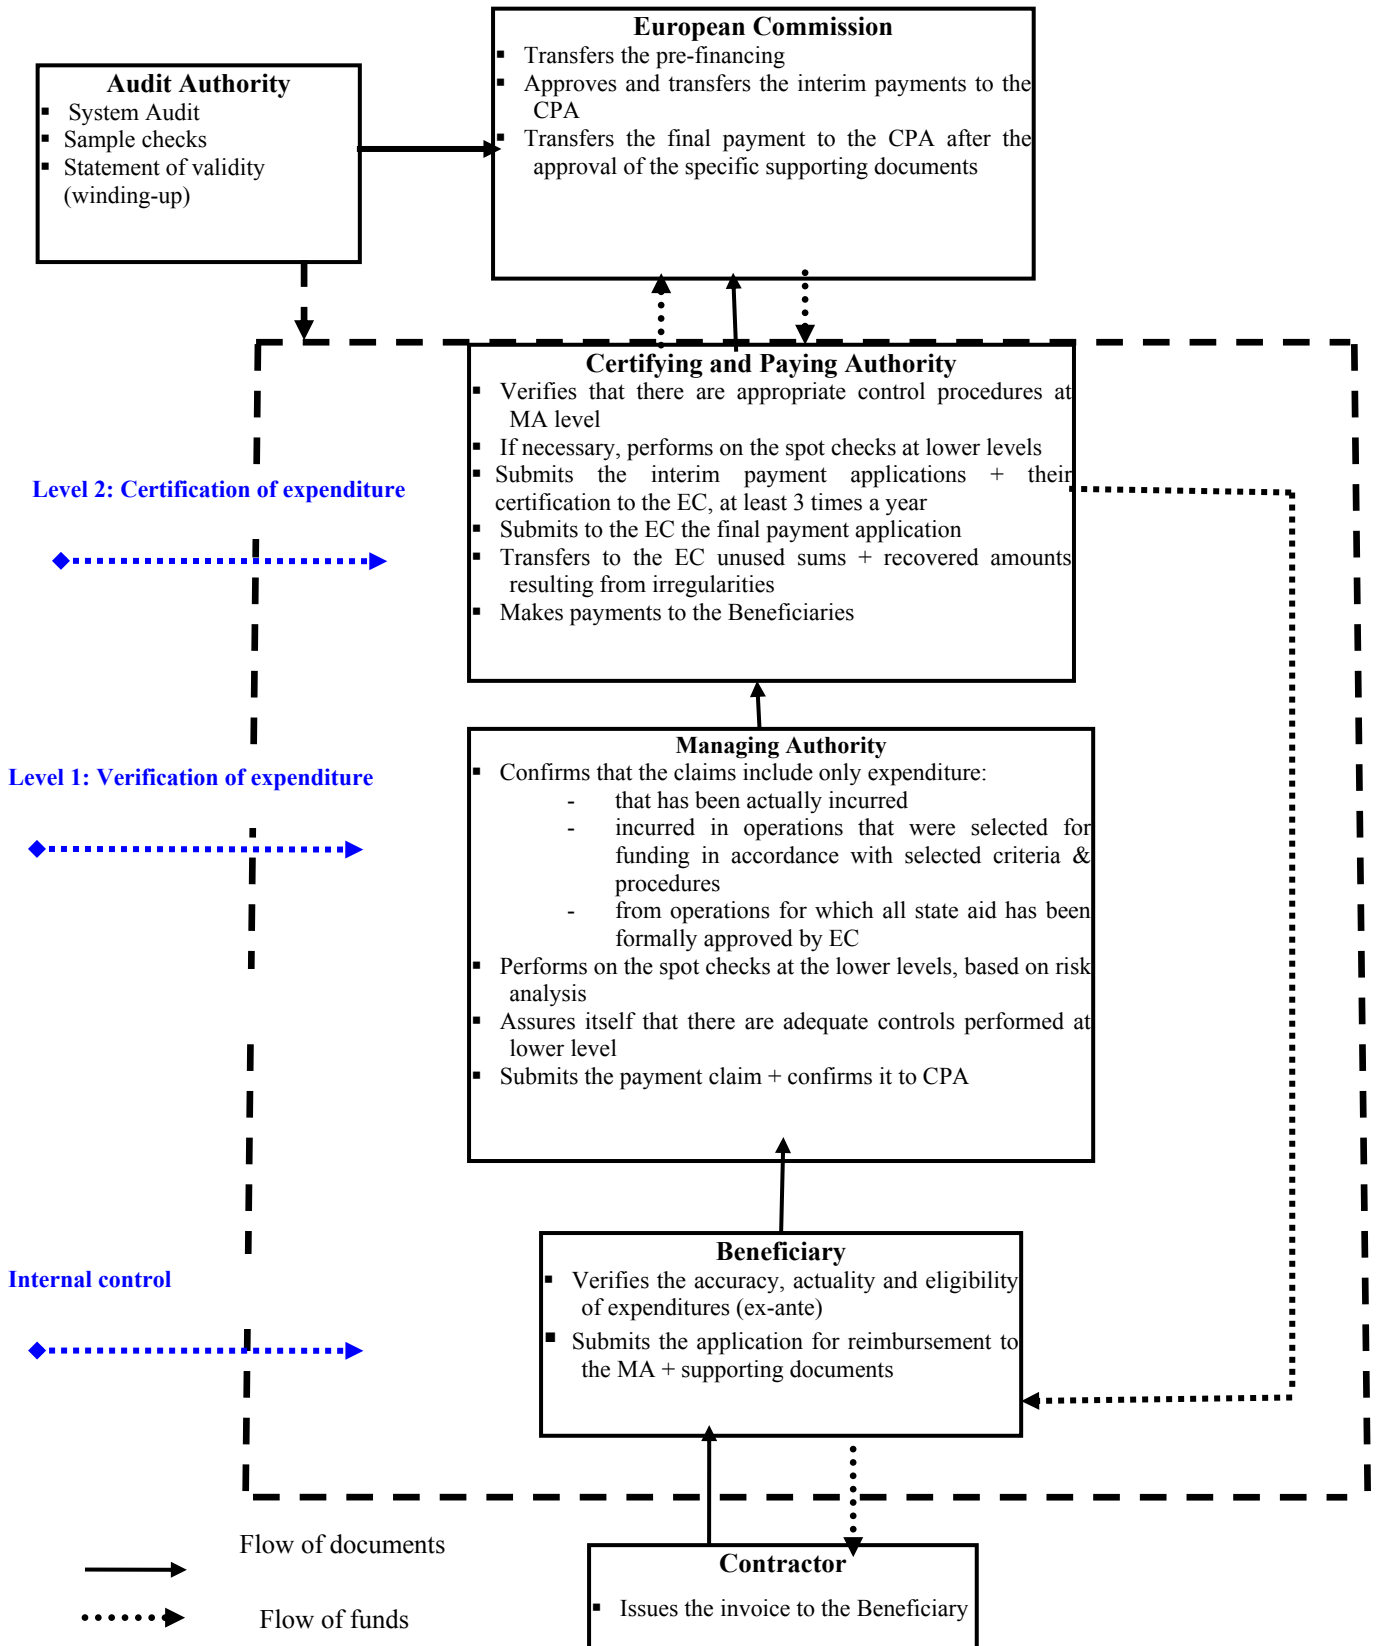 European Commission
▪ Transfers the pre-financing
▪ Approves and transfers the interim payments to the
CPA
▪ Transfers the final payment to the CPA after the
approval of the specific supporting documents
Audit Authority
▪ System Audit
▪ Sample checks
▪ Statement of validity
(winding-up)
Certifying and Paying Authority
▪ Verifies that there are appropriate control procedures at
MA level
▪ If necessary, performs on the spot checks at lower levels
▪ Submits the interim payment applications + their
certification to the EC, at least 3 times a year
▪ Submits to the EC the final payment application
▪ Transfers to the EC unused sums + recovered amounts
resulting from irregularities
▪ Makes payments to the Beneficiaries
Level 2: Certification of expenditure
Managing Authority
▪ Confirms that the claims include only expenditure:
- that has been actually incurred
- incurred in operations that were selected for
funding in accordance with selected criteria &
procedures
- from operations for which all state aid has been
formally approved by EC
▪ Performs on the spot checks at the lower levels, based on risk
analysis
▪ Assures itself that there are adequate controls performed at
lower level
▪ Submits the payment claim + confirms it to CPA
Level 1: Verification of expenditure
Beneficiary
▪ Verifies the accuracy, actuality and eligibility
of expenditures (ex-ante)
▪ Submits the application for reimbursement to
the MA + supporting documents
Internal control
Contractor
▪ Issues the invoice to the Beneficiary
Flow of documents
Flow of funds